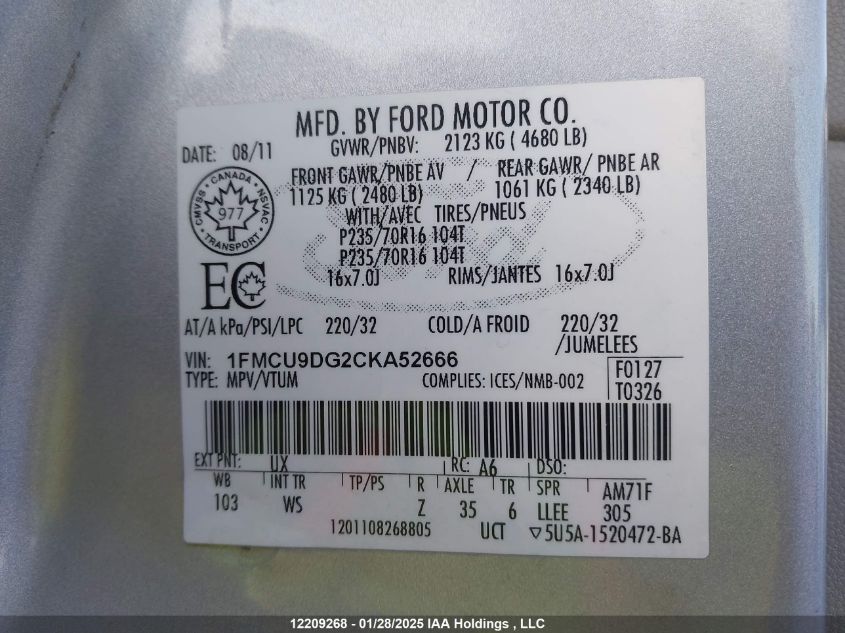 MFD. BY FORD MOTOR CO.
DATE: 08/11
GVWR/PNBV: 2123 KG ( 4680 LB)
FRONT GAWR/PNBE AV / REAR GAWR/ PNBE AR
1125 KG ( 2480 LB) 1061 KG ( 2340 LB)
WITH/AVEC TIRES/PNEUS
P235/70R16 104T
P235/70R16 104T
16x7.0J RIMS/JANTES 16x7.0J
CANADA
CMVSS NSVAC
977
TRANSPORT
EC
AT/A kPa/PSI/LPC 220/32 COLD/A FROID 220/32
/JUMELEES
VIN: 1FMCU9DG2CKA52666
TYPE: MPV/VTUM COMPLIES: ICES/NMB-002
F0127
T0326
EXT PNT: UX RC: A6 DSO:
WB INT TR TP/PS R AXLE TR SPR AM71F
103 WS Z 35 6 LLEE 305
1201108268805 UCT ▽5U5A-1520472-BA
12209268 - 01/28/2025 IAA Holdings , LLC